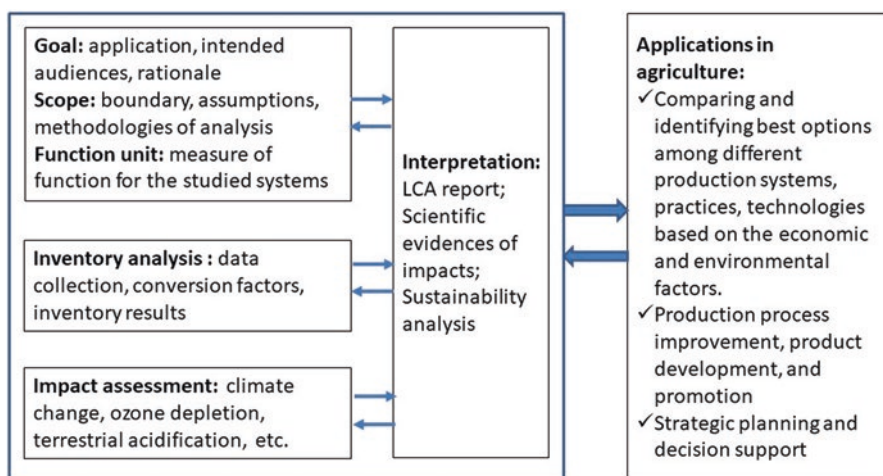 Goal: application, intended
audiences, rationale
Scope: boundary, assumptions,
methodologies of analysis
Function unit: measure of
function for the studied systems
Inventory analysis : data
collection, conversion factors,
inventory results
Impact assessment: climate
change, ozone depletion,
terrestrial acidification, etc.
Interpretation:
LCA report;
Scientific
evidences of
impacts;
Sustainability
analysis
Applications in
agriculture:
✓Comparing and
identifying best options
among different
production systems,
practices, technologies
based on the economic
and environmental
factors.
✓Production process
improvement, product
development, and
promotion
✓Strategic planning and
decision support